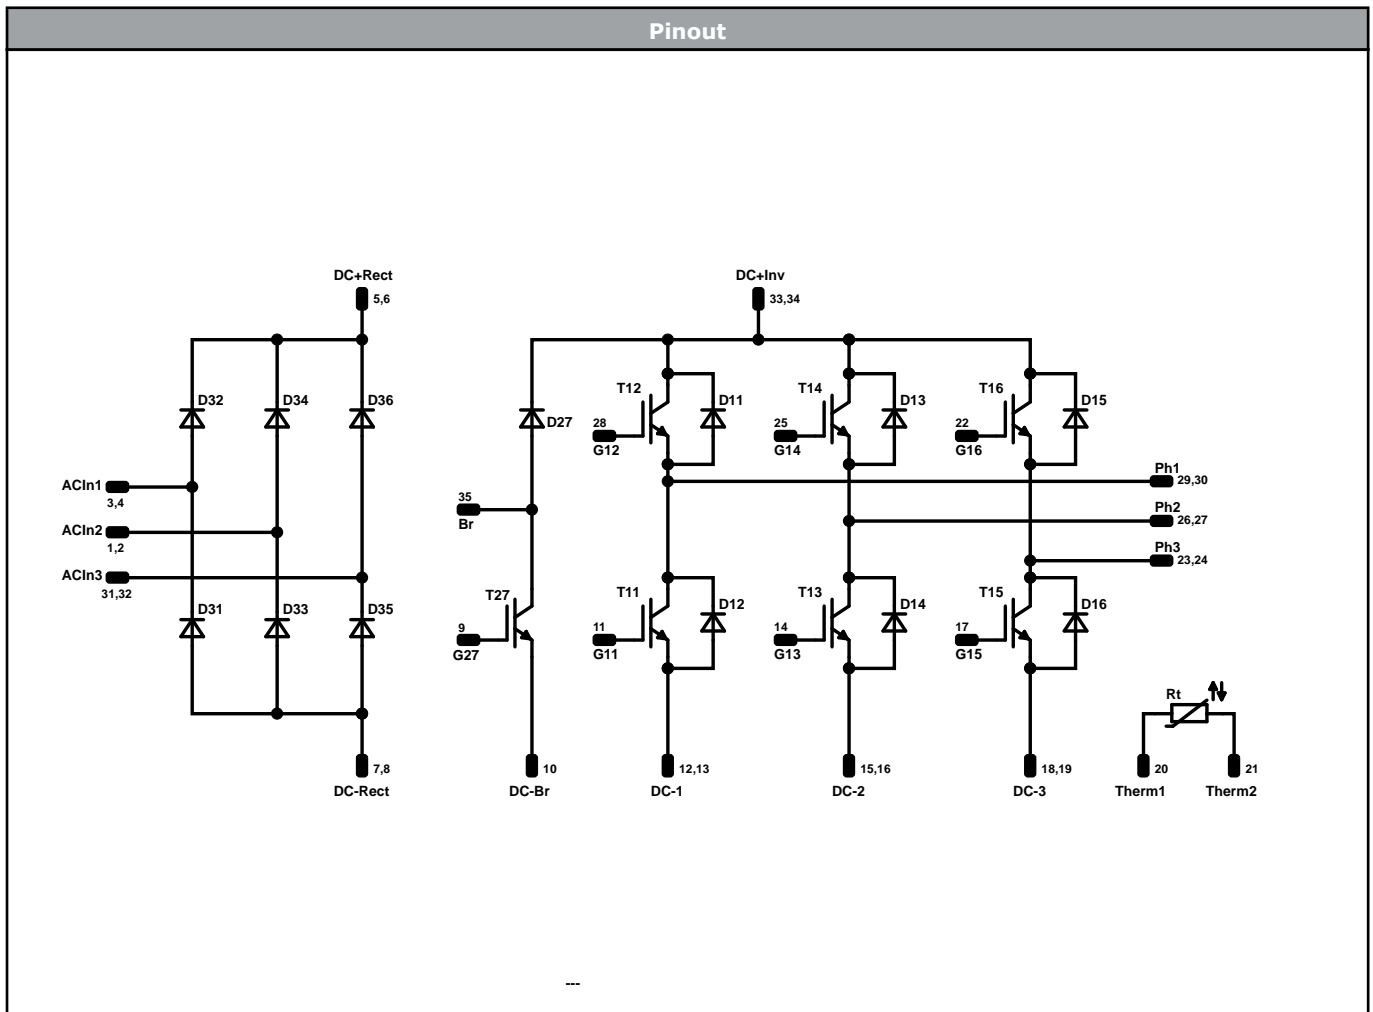 Pinout
DC+Rect
5,6
DC+Inv
33,34
D32
D34
D36
D27
T12
28
G12
D11
T14
25
G14
D13
T16
22
G16
D15
ACIn1
3,4
ACIn2
1,2
ACIn3
31,32
35
Br
Ph1
29,30
Ph2
26,27
Ph3
23,24
D31
D33
D35
T27
9
G27
T11
11
G11
D12
T13
14
G13
D14
T15
17
G15
D16
Rt
7,8
DC-Rect
10
DC-Br
12,13
DC-1
15,16
DC-2
18,19
DC-3
20
Therm1
21
Therm2
---